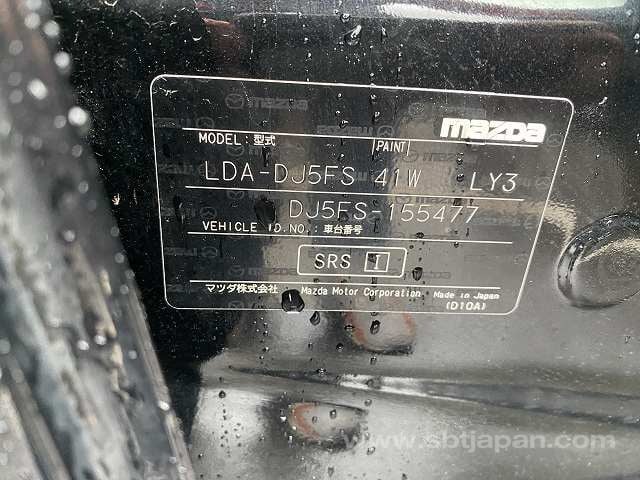 mazda
MODEL: 型式 PAINT
LDA-DJ5FS 41W LY3
DJ5FS-155477
VEHICLE ID.NO.: 車台番号
SRS I
マツダ株式会社 Mazda Motor Corporation Made in Japan
(D10A)
www.sbtjapan.com